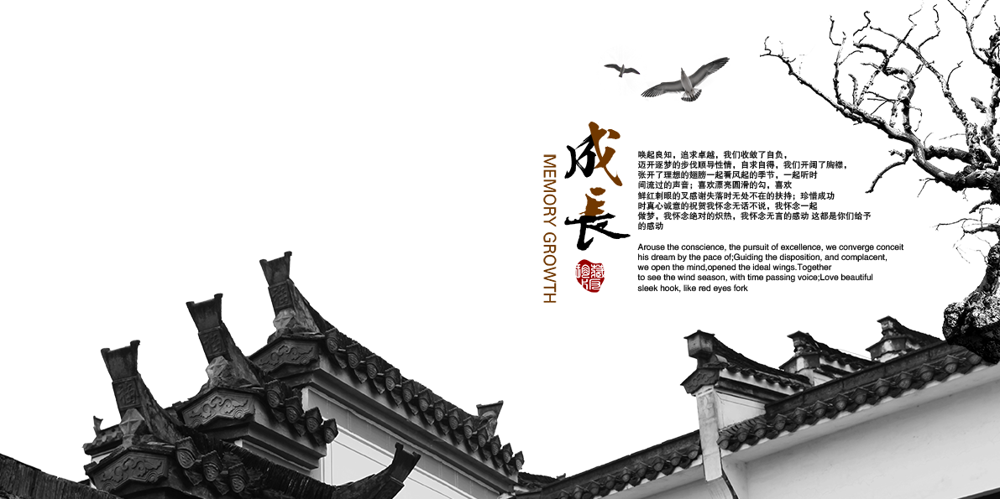 成長
MEMORY GROWTH
唤起良知，追求卓越，我们收敛了自负，
迈开逐梦的步伐顺导性情，自求自得，我们开阔了胸襟，
张开了理想的翅膀一起看风起的季节，一起听时
间流过的声音；喜欢漂亮圆滑的勾，喜欢
鲜红刺眼的叉感谢失落时无处不在的扶持；珍惜成功
时真心诚意的祝贺我怀念无话不说，我怀念一起
做梦，我怀念绝对的炽热，我怀念无言的感动 这都是你们给予
的感动
Arouse the conscience, the pursuit of excellence, we converge conceit
his dream by the pace of;Guiding the disposition, and complacent,
we open the mind,opened the ideal wings.Together
to see the wind season, with time passing voice;Love beautiful
sleek hook, like red eyes fork